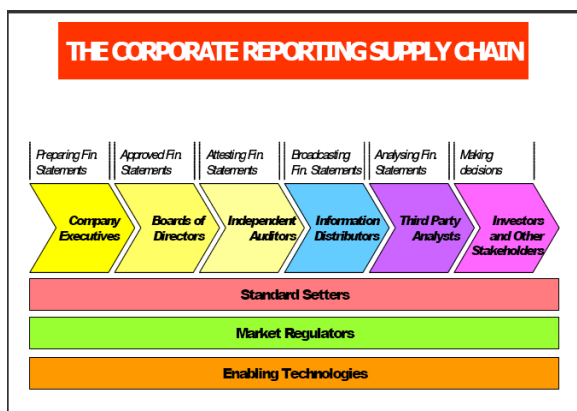 THE CORPORATE REPORTING SUPPLY CHAIN
Preparing Fin.
Statements
Approved Fin.
Statements
Attesting Fin.
Statements
Broadcasting
Fin. Statements
Analysing Fin.
Statements
Making
decisions
Company
Executives
Boards of
Directors
Independent
Auditors
Information
Distributors
Third Party
Analysts
Investors
and Other
Stakeholders
Standard Setters
Market Regulators
Enabling Technologies